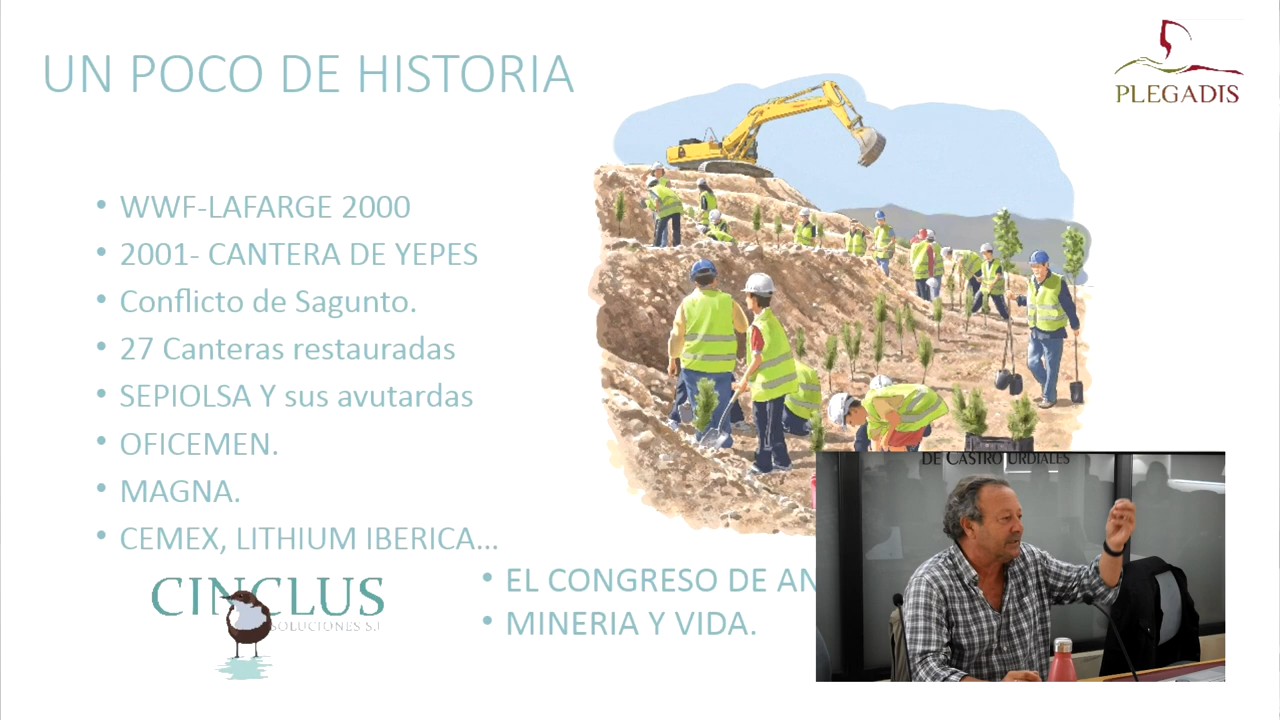 UN POCO DE HISTORIA
PLEGADIS
• WWF-LAFARGE 2000
• 2001- CANTERA DE YEPES
• Conflicto de Sagunto.
• 27 Canteras restauradas
• SEPIOLSA Y sus avutardas
• OFICEMEN.
• MAGNA.
• CEMEX, LITHIUM IBERICA...
• EL CONGRESO DE AN
• MINERIA Y VIDA.
CINCLUS
SOLUCIONES S.L
DE CASTRO URDIALES